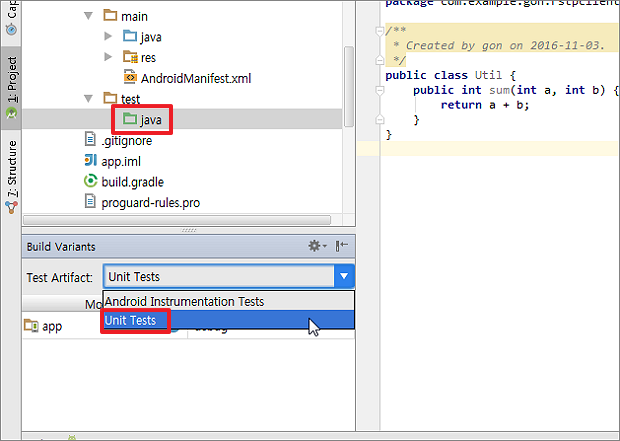 Cap
1: Project
7: Structure
main
java
res
AndroidManifest.xml
test
java
.gitignore
app.iml
build.gradle
proguard-rules.pro
Build Variants
Test Artifact: Unit Tests
Android Instrumentation Tests
Unit Tests
Mo
app
package com.example.gon.rstpclient
/**
* Created by gon on 2016-11-03.
*/
public class Util {
public int sum(int a, int b) {
return a + b;
}
}